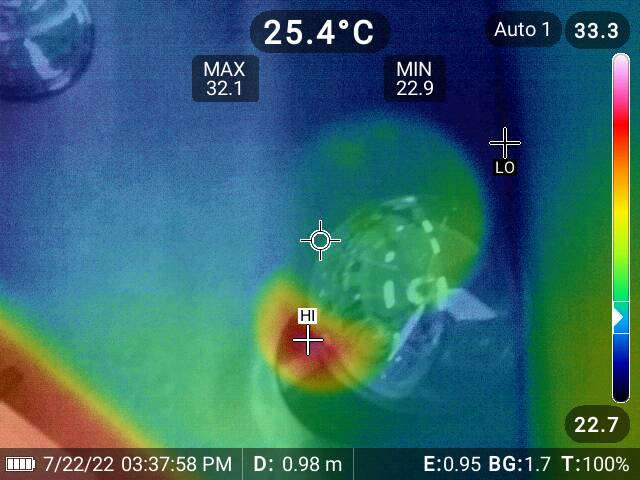 25.4°C
Auto 1
33.3
MAX
32.1
MIN
22.9
LO
HI
22.7
7/22/22 03:37:58 PM D: 0.98 m E:0.95 BG:1.7 T:100%